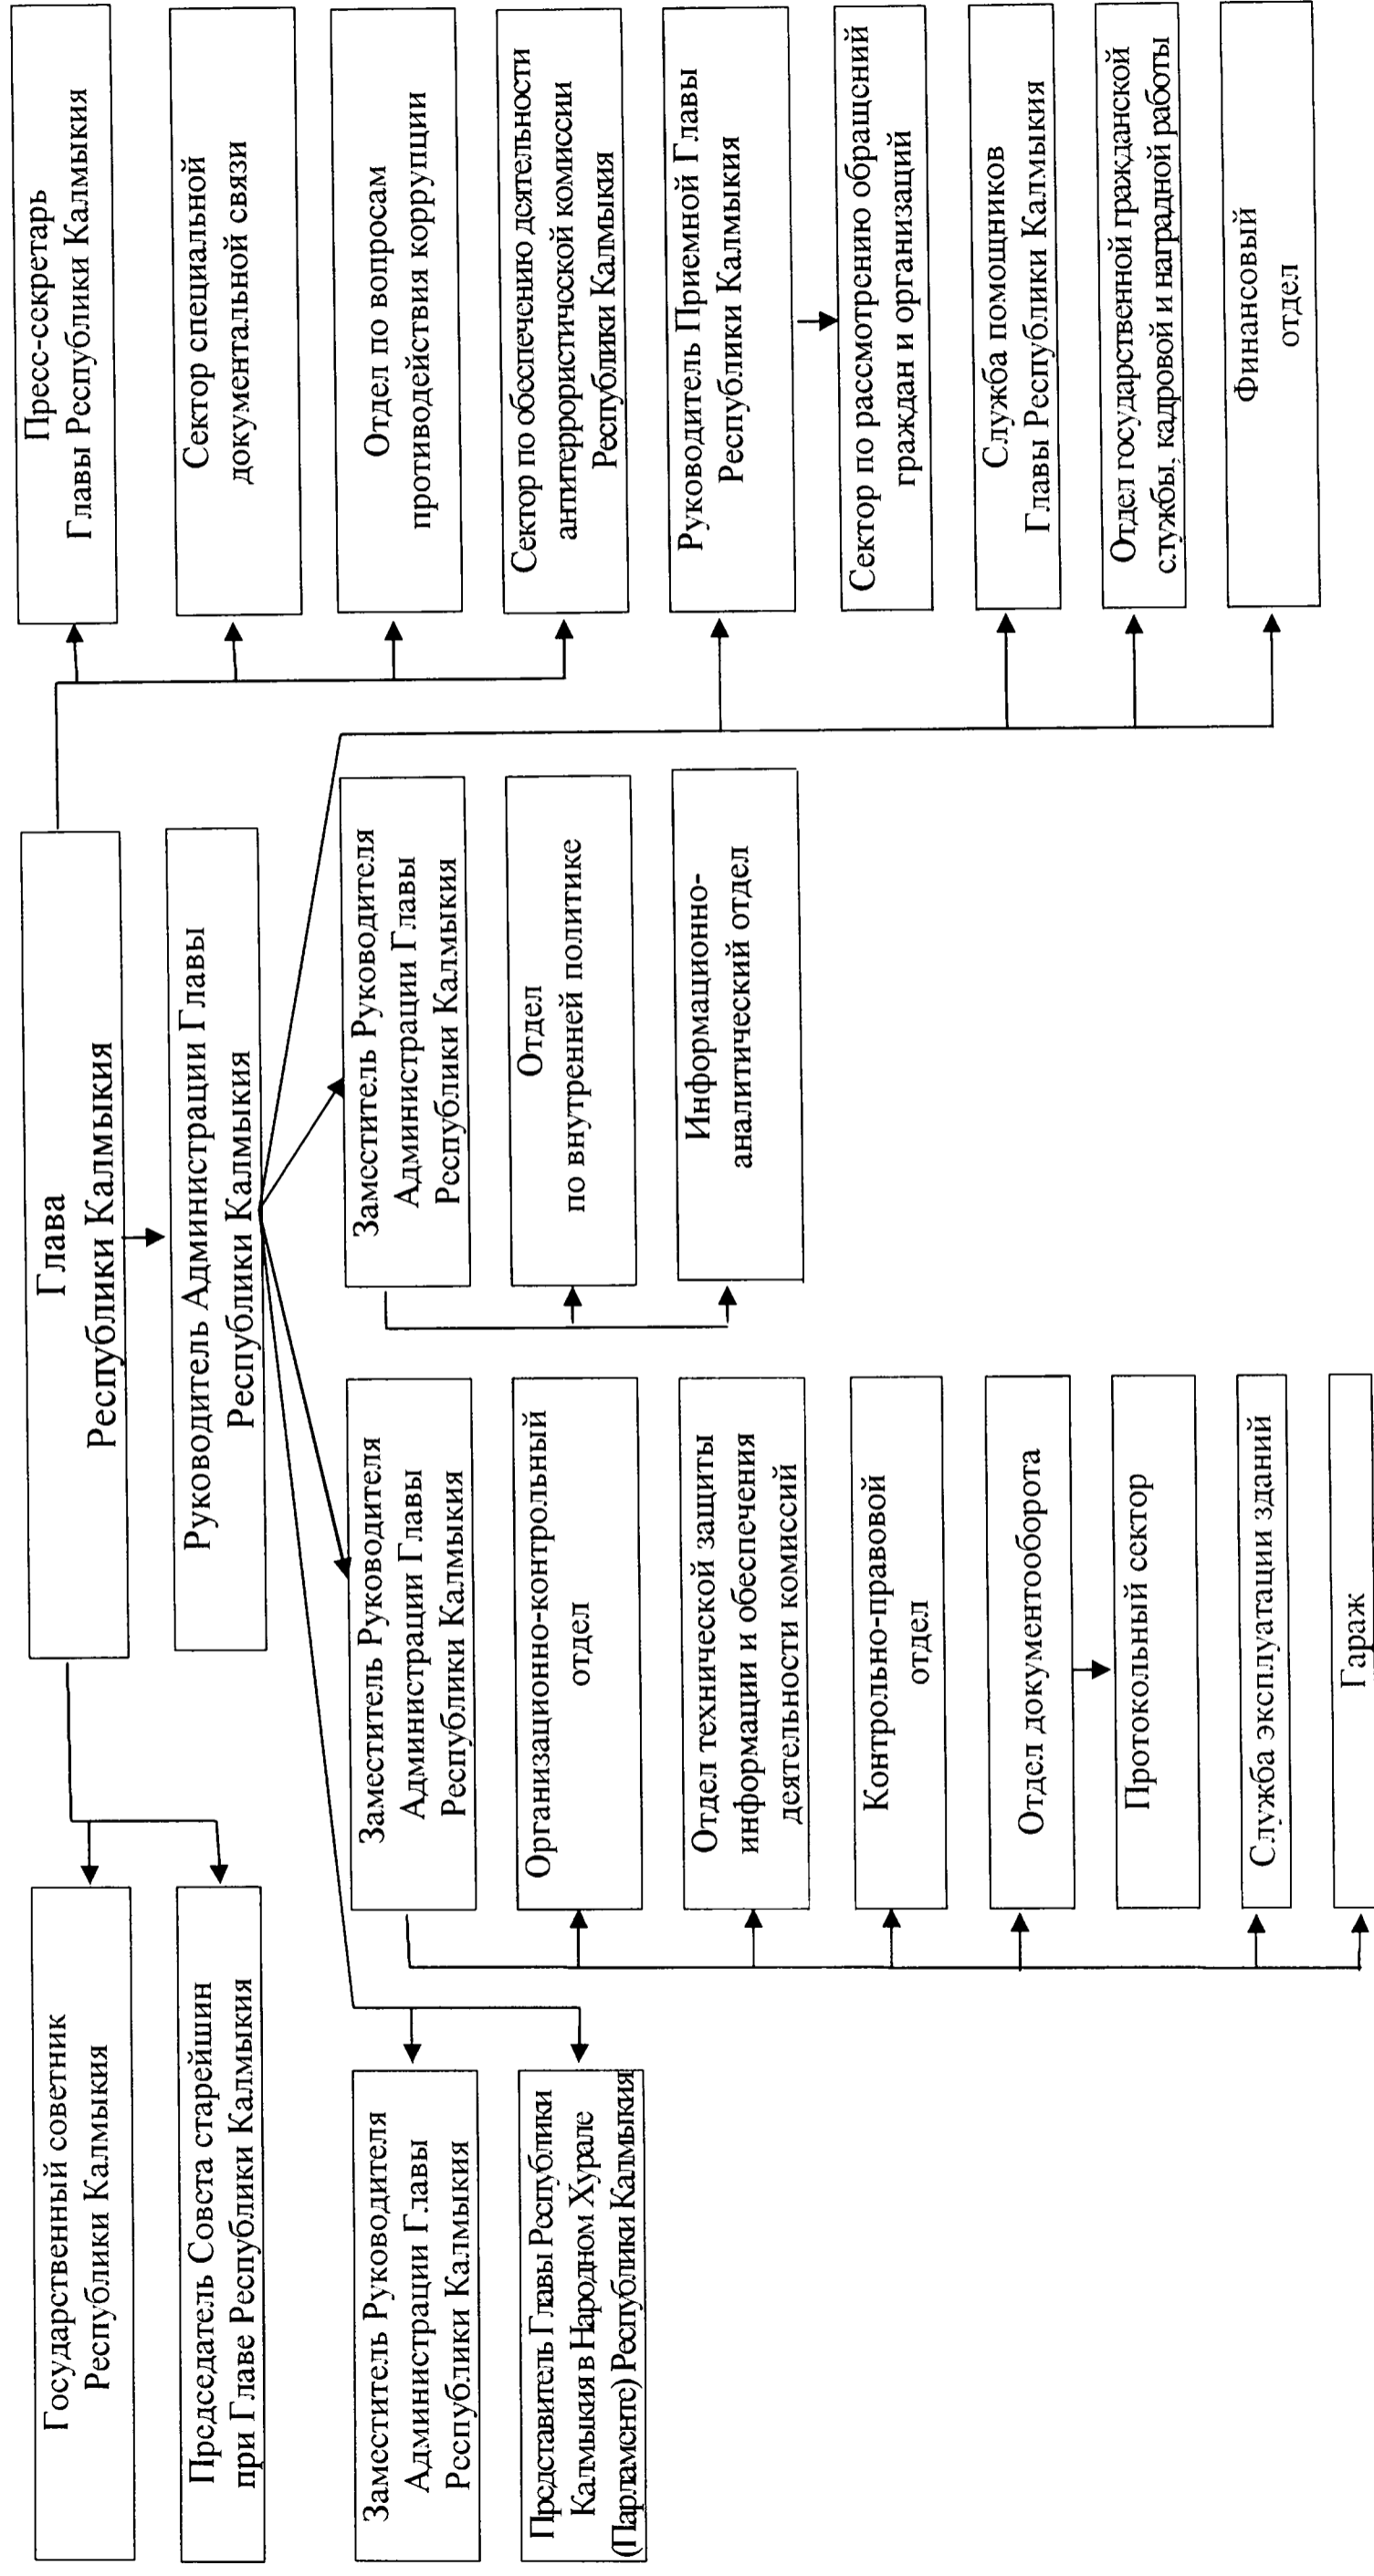 Глава
Республики Калмыкия
Руководитель Администрации Главы
Республики Калмыкия
Государственный советник
Республики Калмыкия
Председатель Совета старейшин
при Главе Республики Калмыкия
Заместитель Руководителя
Администрации Главы
Республики Калмыкия
Представитель Главы Республики
Калмыкия в Народном Хурале
(Парламенте) Республики Калмыкия
Заместитель Руководителя
Администрации Главы
Республики Калмыкия
Организационно-контрольный
отдел
Отдел технической защиты
информации и обеспечения
деятельности комиссий
Контрольно-правовой
отдел
Отдел документооборота
Протокольный сектор
Служба эксплуатации зданий
Гараж
Заместитель Руководителя
Администрации Главы
Республики Калмыкия
Отдел
по внутренней политике
Информационно-
аналитический отдел
Пресс-секретарь
Главы Республики Калмыкия
Сектор специальной
документальной связи
Отдел по вопросам
противодействия коррупции
Сектор по обеспечению деятельности
антитеррористической комиссии
Республики Калмыкия
Руководитель Приемной Главы
Республики Калмыкия
Сектор по рассмотрению обращений
граждан и организаций
Служба помощников
Главы Республики Калмыкия
Отдел государственной гражданской
службы, кадровой и наградной работы
Финансовый
отдел